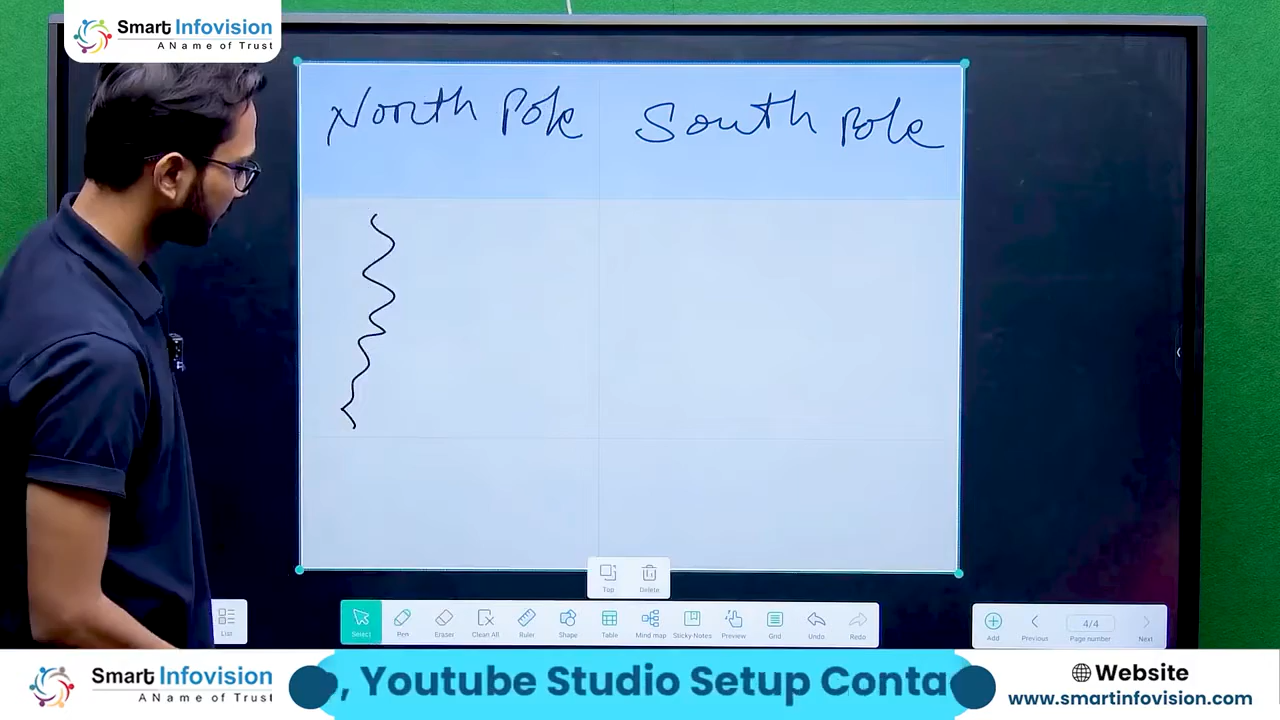 Smart Infovision
A Name of Trust
North Pole South Pole
Top Delete
List
Select Pen Eraser Clean All Ruler Shape Table Mind map Sticky-Notes Preview Grid Undo Redo
Add Previous 4/4 Page number Next
Smart Infovision
A Name of Trust
, Youtube Studio Setup Conta
Website
www.smartinfovision.com